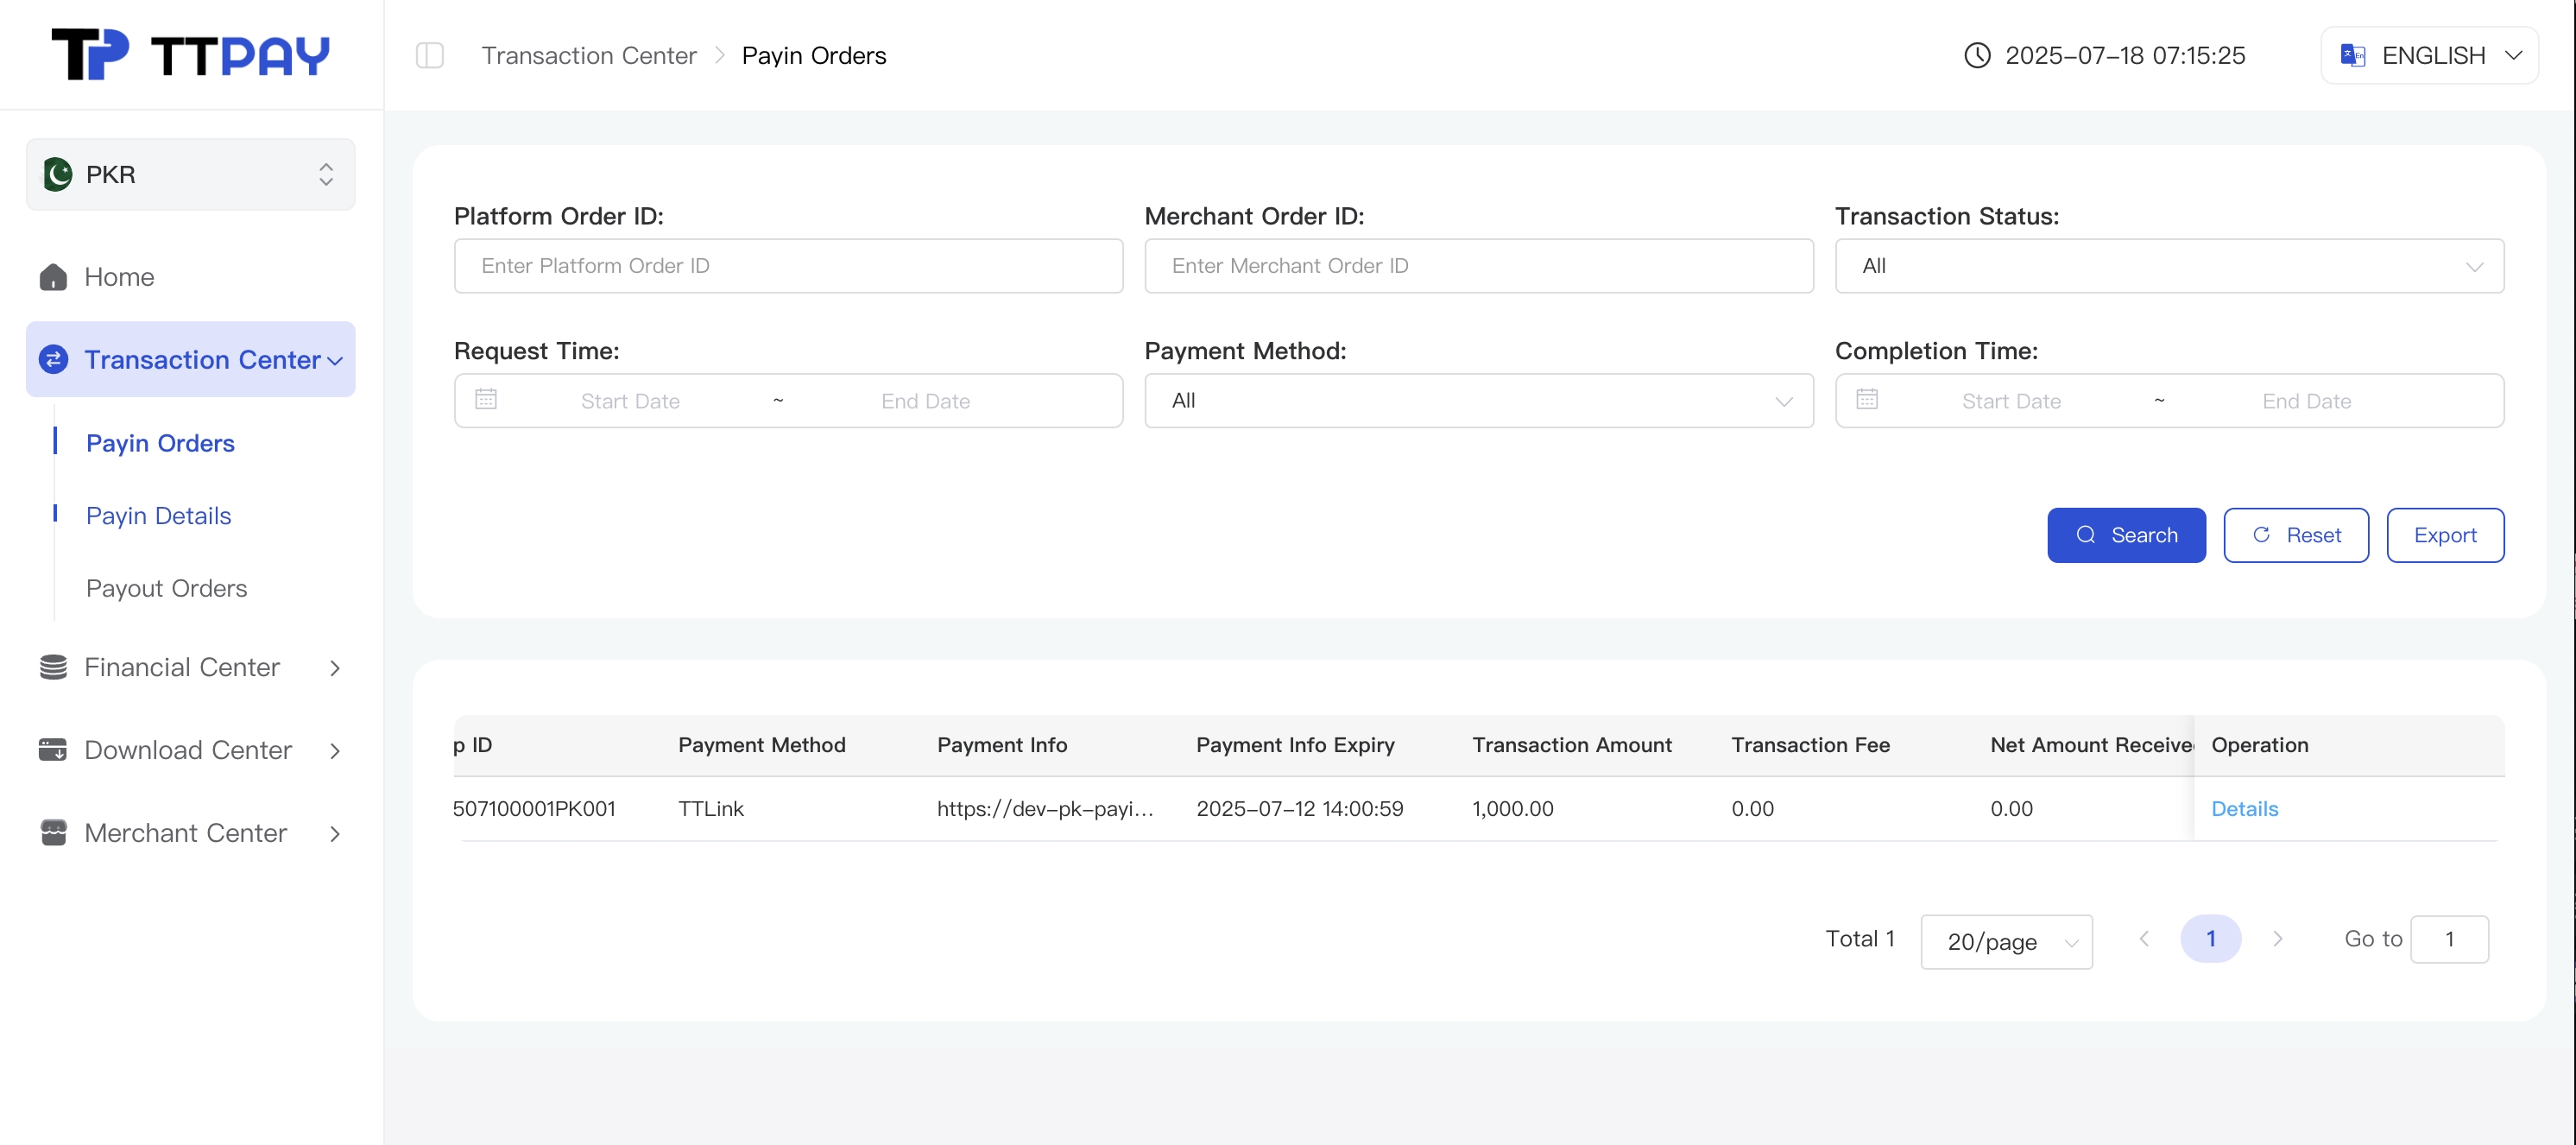 TP TTPAY
Transaction Center > Payin Orders
2025-07-18 07:15:25
ENGLISH
PKR
Home
Transaction Center
Payin Orders
Payin Details
Payout Orders
Financial Center
Download Center
Merchant Center
Platform Order ID: Merchant Order ID: Transaction Status:
Enter Platform Order ID Enter Merchant Order ID All
Request Time: Payment Method: Completion Time:
Start Date ~ End Date All Start Date ~ End Date
Search Reset Export
p ID Payment Method Payment Info Payment Info Expiry Transaction Amount Transaction Fee Net Amount Receive Operation
507100001PK001 TTLink https://dev-pk-payi... 2025-07-12 14:00:59 1,000.00 0.00 0.00 Details
Total 1 20/page < 1 > Go to 1